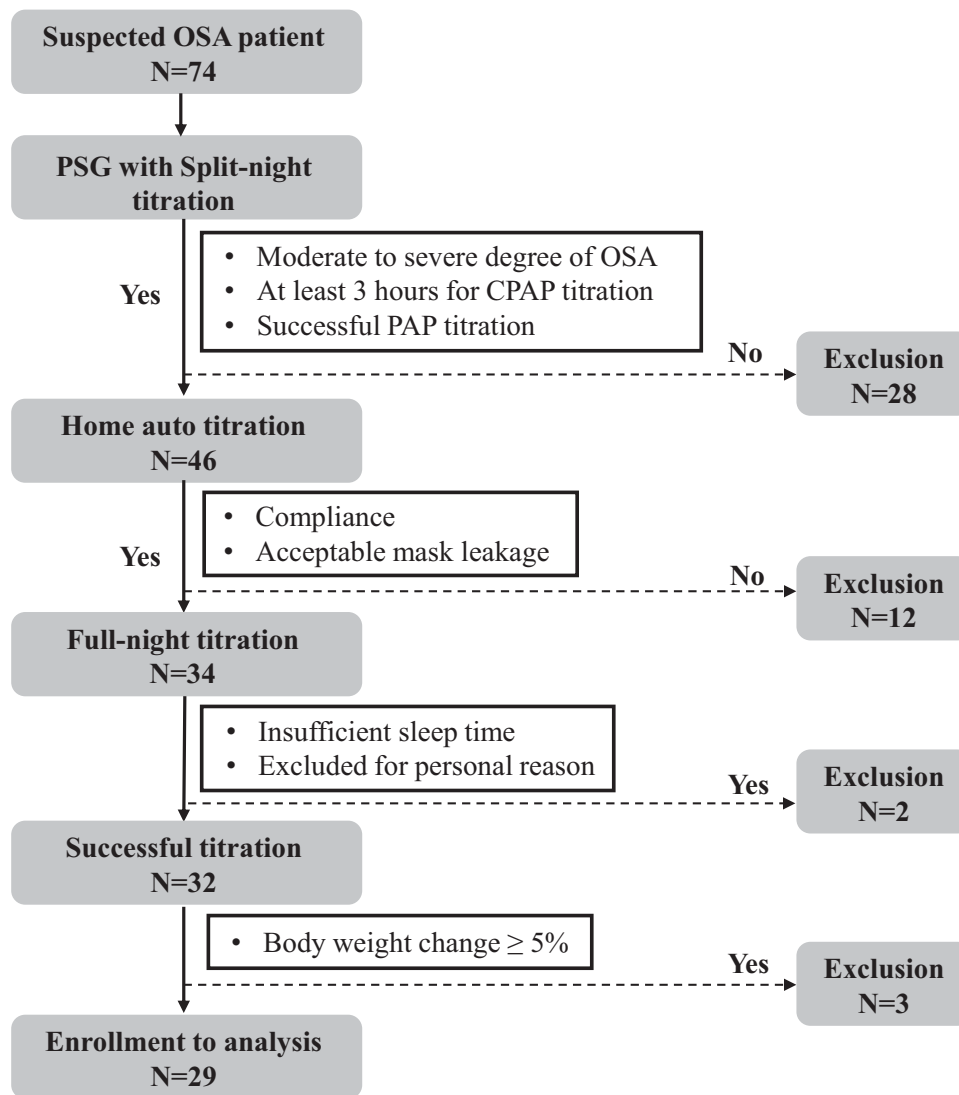 Suspected OSA patient
N=74
PSG with Split-night
titration
Yes
• Moderate to severe degree of OSA
• At least 3 hours for CPAP titration
• Successful PAP titration
No
Exclusion
N=28
Home auto titration
N=46
Yes
• Compliance
• Acceptable mask leakage
No
Exclusion
N=12
Full-night titration
N=34
• Insufficient sleep time
• Excluded for personal reason
Yes
Exclusion
N=2
Successful titration
N=32
• Body weight change ≥ 5%
Yes
Exclusion
N=3
Enrollment to analysis
N=29